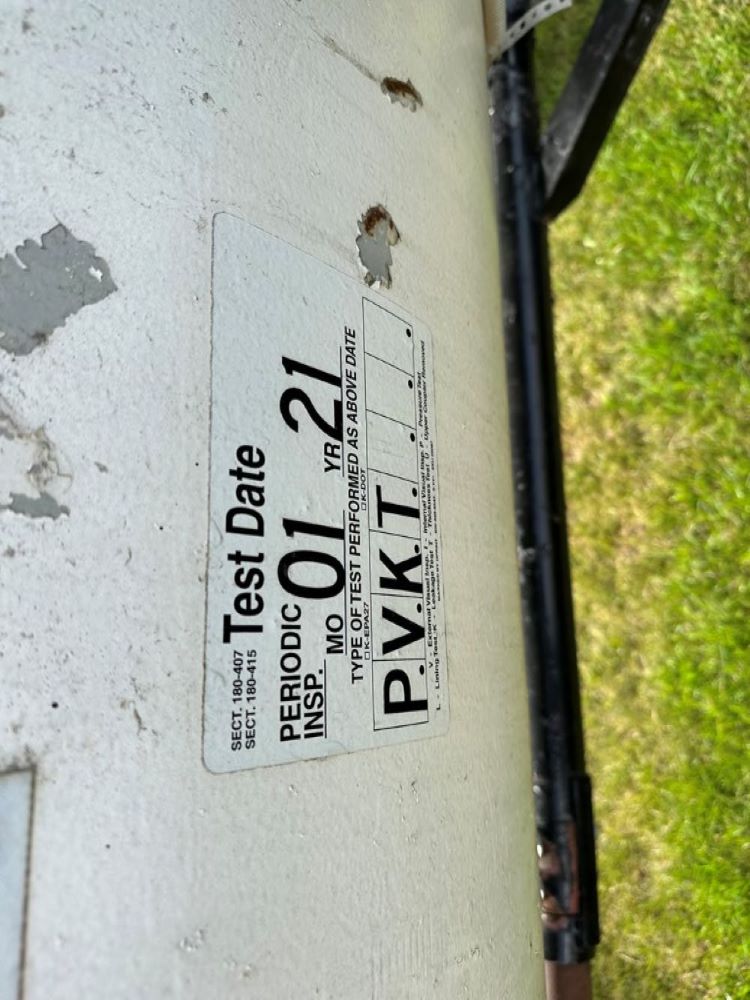 SECT. 180-407
SECT. 180-415
Test Date
PERIODIC
INSP.
MO 01 YR 21
TYPE OF TEST PERFORMED AS ABOVE DATE
☐K-EPA27 ☐K-DOT
P. V. K. T. . . .
V - External Visual Insp. I - Internal Visual Insp. P - Pressure Test
L - Lining Test K - Leakage Test T - Thickness Test U - Upper Coupler Removed